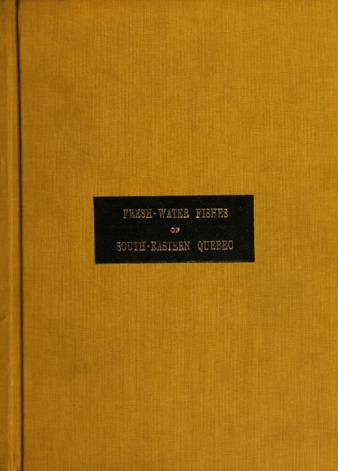 FRESH-WATER FISHES
OF
SOUTH-EASTERN QUEBEC